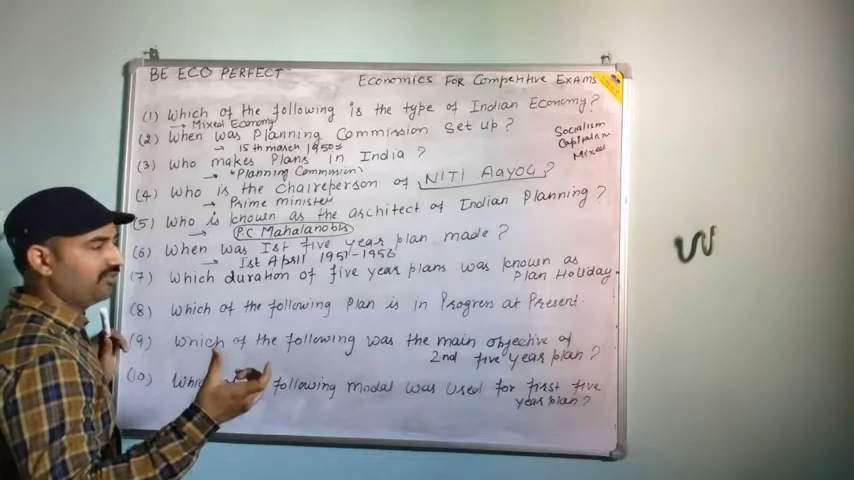 BE ECO PERFECT
Economics For Competitive Exams
(1) Which of the following is the type of Indian Economy?
→ Mixed Economy
(2) When was Planning Commission set up?
→ 15th march 1950
Socialism
Capitalism
Mixed
(3) Who makes Plans in India?
→ "Planning Commission"
(4) Who is the Chaireperson of NITI Aayog?
→ Prime minister
(5) Who is known as the architect of Indian Planning?
→ P.C. Mahalanobis
(6) When was Ist five year plan made?
→ Ist April 1951-1956
(7) Which duration of five year plans was known as
Plan Holiday.
(8) Which of the following Plan is in Progress at Present.
(9) Which of the following was the main objective of
2nd five year plan?
(10) following modal was used for first five
year plan?